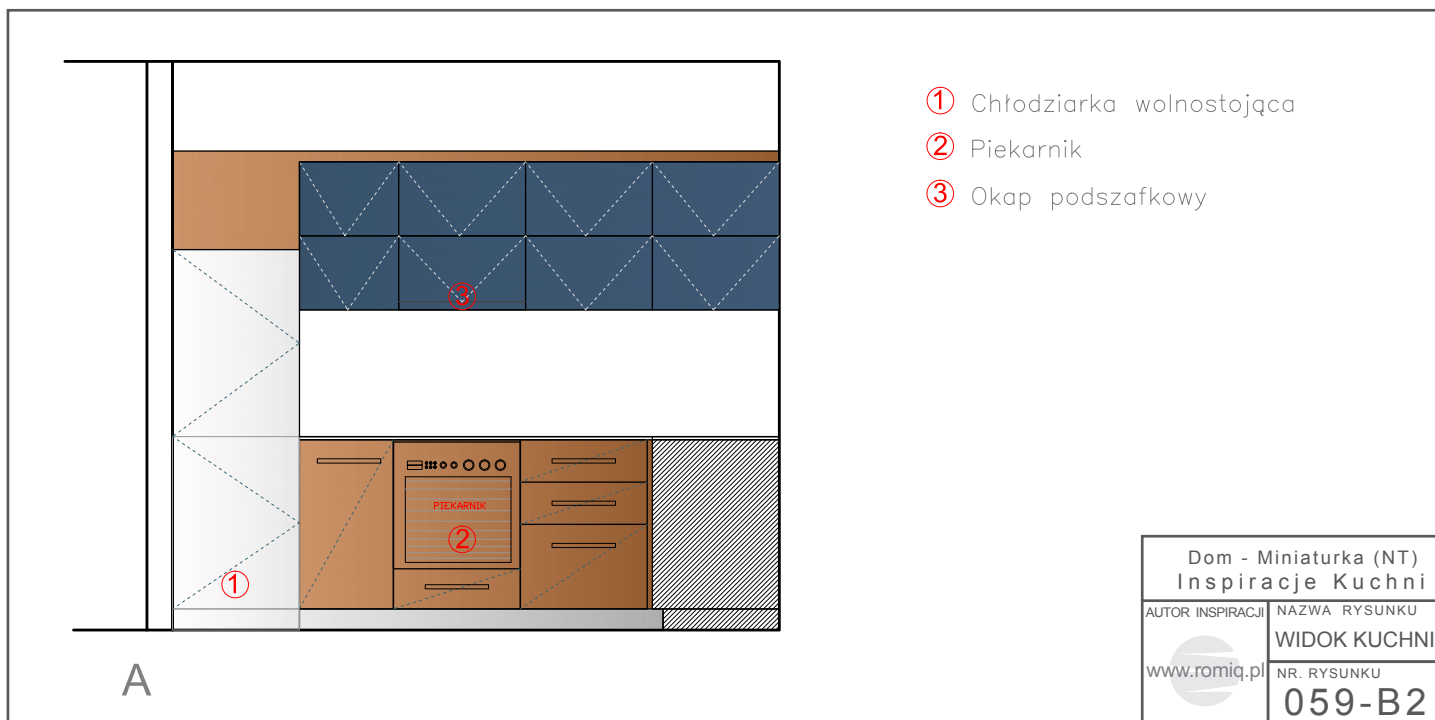 1 Chłodziarka wolnostojąca
2 Piekarnik
3 Okap podszafkowy
3
PIEKARNIK
2
1
A
Dom - Miniaturka (NT)
Inspiracje Kuchni
AUTOR INSPIRACJI
www.romiq.pl
NAZWA RYSUNKU
WIDOK KUCHNI
NR. RYSUNKU
059-B2